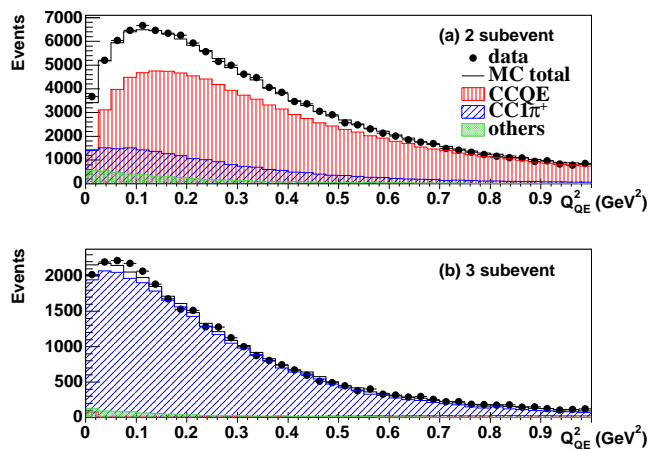 Events
7000
6000
5000
4000
3000
2000
1000
0
(a) 2 subevent
data
MC total
CCQE
CC1π⁺
others
0 0.1 0.2 0.3 0.4 0.5 0.6 0.7 0.8 0.9
Q²QE (GeV²)
Events
2000
1500
1000
500
0
(b) 3 subevent
0 0.1 0.2 0.3 0.4 0.5 0.6 0.7 0.8 0.9
Q²QE (GeV²)